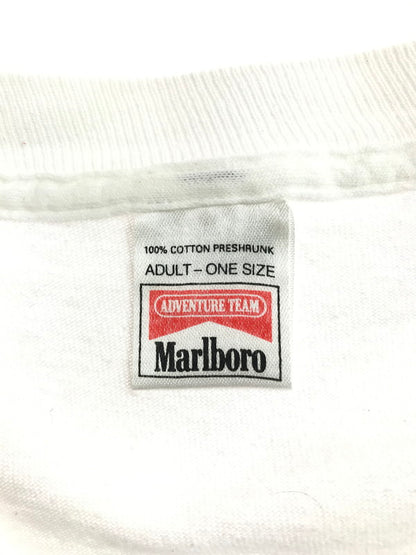 100% COTTON PRESHRUNK
ADULT – ONE SIZE
ADVENTURE TEAM
Marlboro